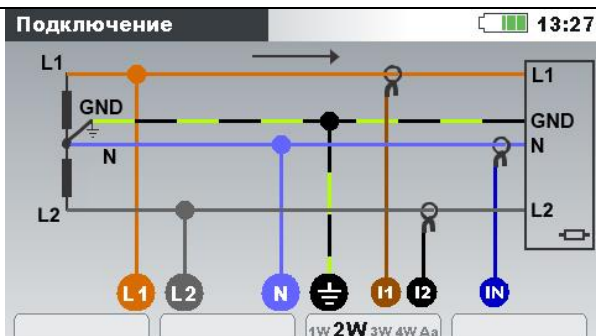 Подключение 13:27
L1 L1
GND GND
N N
L2 L2
L1 L2 N I1 I2 IN
1W 2W 3W 4W Aa